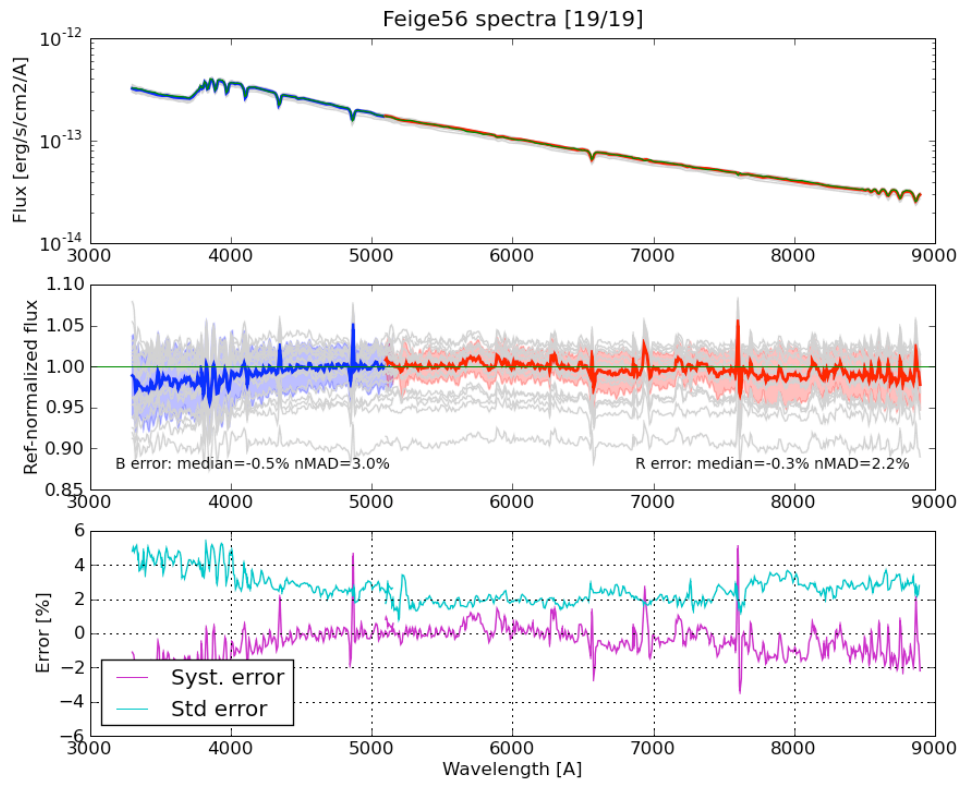 Feige56 spectra [19/19]
10^-12
10^-13
10^-14
Flux [erg/s/cm2/A]
3000 4000 5000 6000 7000 8000 9000
1.10
1.05
1.00
0.95
0.90
0.85
Ref-normalized flux
B error: median=-0.5% nMAD=3.0% R error: median=-0.3% nMAD=2.2%
3000 4000 5000 6000 7000 8000 9000
6
4
2
0
−2
−4
−6
Error [%]
Syst. error
Std error
3000 4000 5000 6000 7000 8000 9000
Wavelength [A]